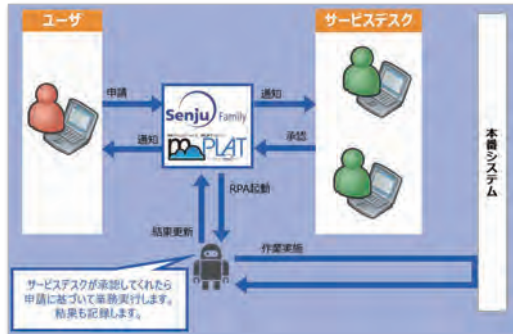 ユーザ
サービスデスク
申請
通知
Senju Family
通知
承認
PLAT
本番システム
RPA起動
結果更新
作業実施
サービスデスクが承認してくれたら
申請に基づいて業務実行します。
結果も記録します。